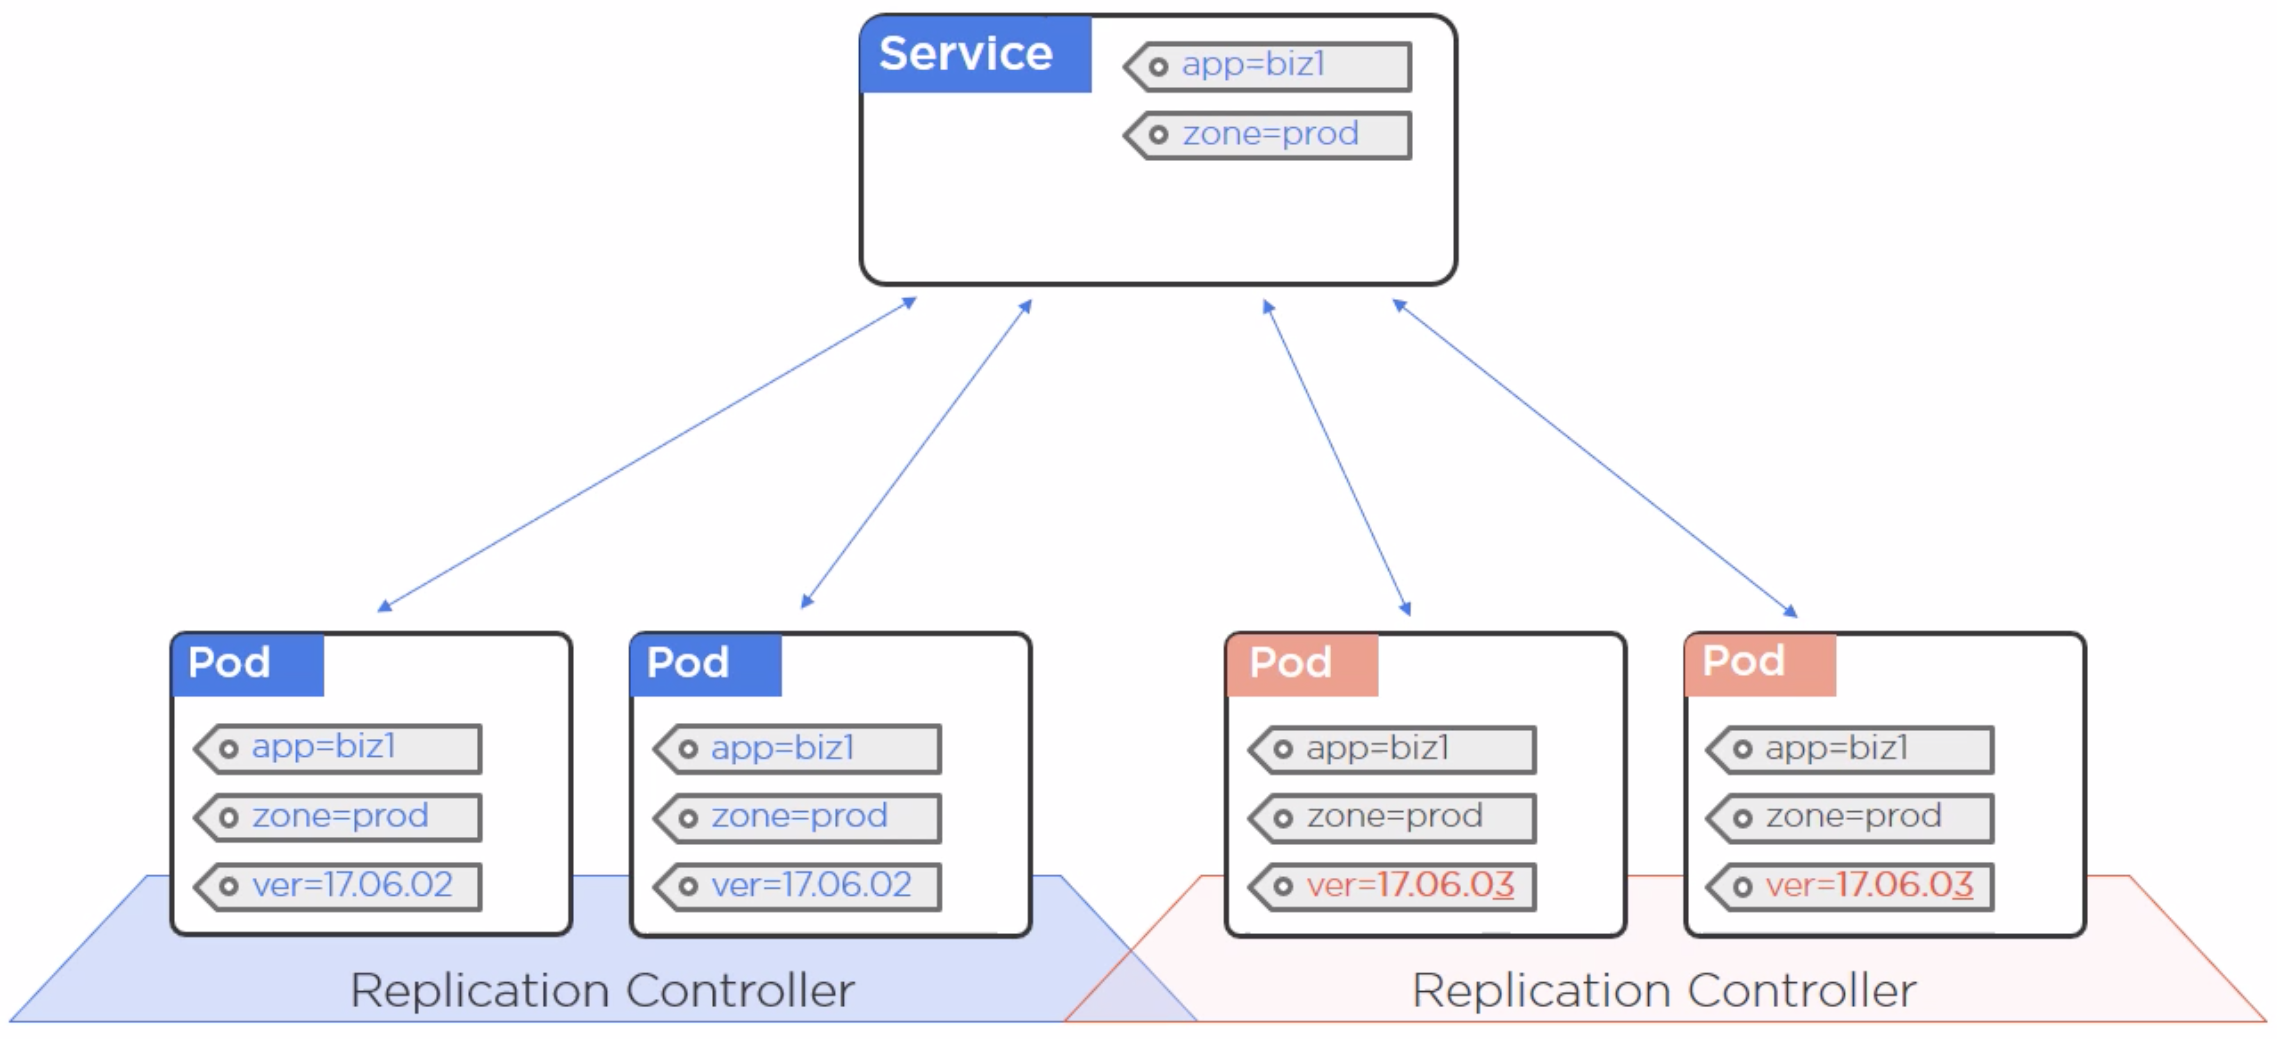 Service
app=biz1
zone=prod
Pod
app=biz1
zone=prod
ver=17.06.02
Pod
app=biz1
zone=prod
ver=17.06.02
Pod
app=biz1
zone=prod
ver=17.06.03
Pod
app=biz1
zone=prod
ver=17.06.03
Replication Controller
Replication Controller